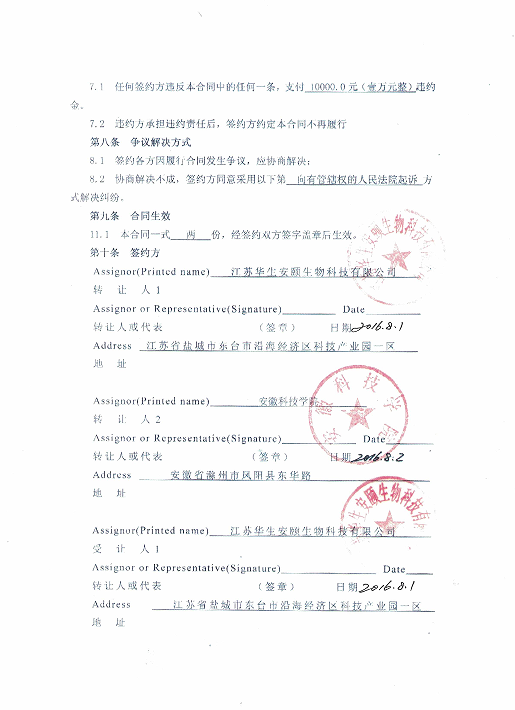 7.1 任何签约方违反本合同中的任何一条，支付 10000.0 元（壹万元整）违约
金。
7.2 违约方承担违约责任后，签约方约定本合同不再履行
第八条 争议解决方式
8.1 签约各方因履行合同发生争议，应协商解决；
8.2 协商解决不成，签约方同意采用以下第 向有管辖权的人民法院起诉 方
式解决纠纷。
第九条 合同生效
11.1 本合同一式 两 份，经签约双方签字盖章后生效。
第十条 签约方
Assignor(Printed name) 江苏华生安颐生物科技有限公司
转 让 人 1
Assignor or Representative(Signature) Date
转让人或代表 （签章） 日期 2016.8.1
Address 江苏省盐城市东台市沿海经济区科技产业园一区
地 址
Assignor(Printed name) 安徽科技学院
转 让 人 2
Assignor or Representative(Signature) Date
转让人或代表 （签章） 日期 2016.8.2
Address 安徽省滁州市凤阳县东华路
地 址
安徽科技学院
Assignor(Printed name) 江苏华生安颐生物科技有限公司
受 让 人 1
Assignor or Representative(Signature) Date
转让人或代表 （签章） 日期 2016.8.1
Address 江苏省盐城市东台市沿海经济区科技产业园一区
地 址